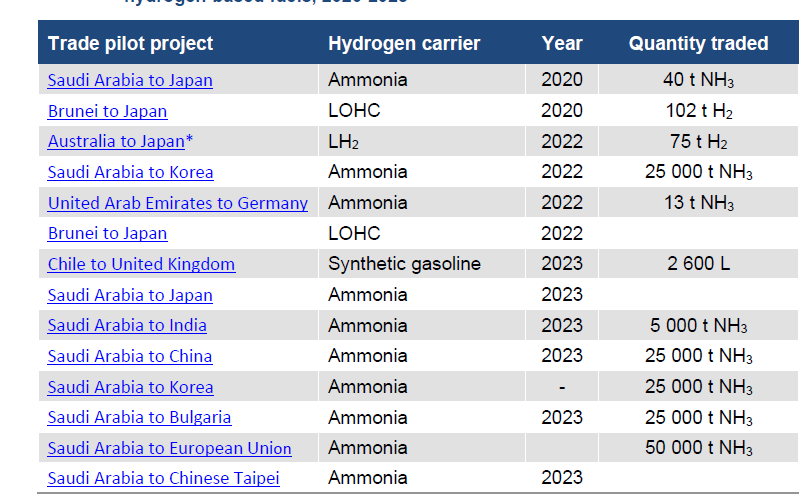 Trade pilot project Hydrogen carrier Year Quantity traded
Saudi Arabia to Japan Ammonia 2020 40 t NH₃
Brunei to Japan LOHC 2020 102 t H₂
Australia to Japan* LH₂ 2022 75 t H₂
Saudi Arabia to Korea Ammonia 2022 25 000 t NH₃
United Arab Emirates to Germany Ammonia 2022 13 t NH₃
Brunei to Japan LOHC 2022
Chile to United Kingdom Synthetic gasoline 2023 2 600 L
Saudi Arabia to Japan Ammonia 2023
Saudi Arabia to India Ammonia 2023 5 000 t NH₃
Saudi Arabia to China Ammonia 2023 25 000 t NH₃
Saudi Arabia to Korea Ammonia - 25 000 t NH₃
Saudi Arabia to Bulgaria Ammonia 2023 25 000 t NH₃
Saudi Arabia to European Union Ammonia 50 000 t NH₃
Saudi Arabia to Chinese Taipei Ammonia 2023